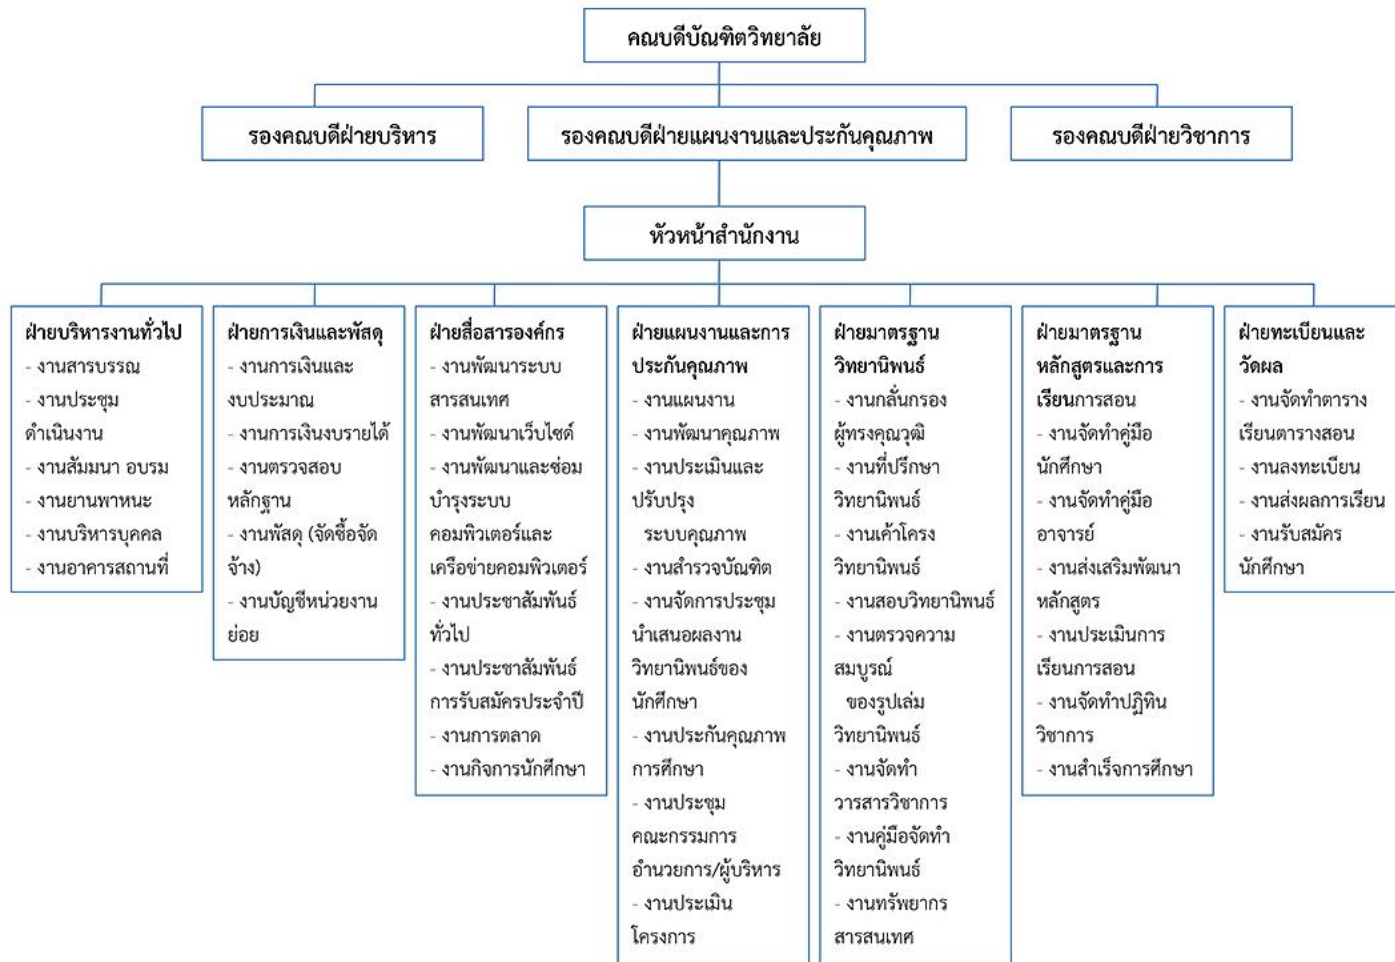 คณบดีบัณฑิตวิทยาลัย
รองคณบดีฝ่ายบริหาร
รองคณบดีฝ่ายแผนงานและประกันคุณภาพ
รองคณบดีฝ่ายวิชาการ
หัวหน้าสำนักงาน
ฝ่ายบริหารงานทั่วไป
- งานสารบรรณ
- งานประชุม
ดำเนินงาน
- งานสัมมนา อบรม
- งานยานพาหนะ
- งานบริหารบุคคล
- งานอาคารสถานที่
ฝ่ายการเงินและพัสดุ
- งานการเงินและ
งบประมาณ
- งานการเงินงบรายได้
- งานตรวจสอบ
หลักฐาน
- งานพัสดุ (จัดซื้อจัด
จ้าง)
- งานบัญชีหน่วยงาน
ย่อย
ฝ่ายสื่อสารองค์กร
- งานพัฒนาระบบ
สารสนเทศ
- งานพัฒนาเว็บไซต์
- งานพัฒนาและซ่อม
บำรุงระบบ
คอมพิวเตอร์และ
เครือข่ายคอมพิวเตอร์
- งานประชาสัมพันธ์
ทั่วไป
- งานประชาสัมพันธ์
การรับสมัครประจำปี
- งานการตลาด
- งานกิจการนักศึกษา
ฝ่ายแผนงานและการ
ประกันคุณภาพ
- งานแผนงาน
- งานพัฒนาคุณภาพ
- งานประเมินและ
ปรับปรุง
ระบบคุณภาพ
- งานสำรวจบัณฑิต
- งานจัดการประชุม
นำเสนอผลงาน
วิทยานิพนธ์ของ
นักศึกษา
- งานประกันคุณภาพ
การศึกษา
- งานประชุม
คณะกรรมการ
อำนวยการ/ผู้บริหาร
- งานประเมิน
โครงการ
ฝ่ายมาตรฐาน
วิทยานิพนธ์
- งานกลั่นกรอง
ผู้ทรงคุณวุฒิ
- งานที่ปรึกษา
วิทยานิพนธ์
- งานเค้าโครง
วิทยานิพนธ์
- งานสอบวิทยานิพนธ์
- งานตรวจความ
สมบูรณ์
ของรูปเล่ม
วิทยานิพนธ์
- งานจัดทำ
วารสารวิชาการ
- งานคู่มือจัดทำ
วิทยานิพนธ์
- งานทรัพยากร
สารสนเทศ
ฝ่ายมาตรฐาน
หลักสูตรและการ
เรียนการสอน
- งานจัดทำคู่มือ
นักศึกษา
- งานจัดทำคู่มือ
อาจารย์
- งานส่งเสริมพัฒนา
หลักสูตร
- งานประเมินการ
เรียนการสอน
- งานจัดทำปฏิทิน
วิชาการ
- งานสำเร็จการศึกษา
ฝ่ายทะเบียนและ
วัดผล
- งานจัดทำตาราง
เรียนตารางสอน
- งานลงทะเบียน
- งานส่งผลการเรียน
- งานรับสมัคร
นักศึกษา